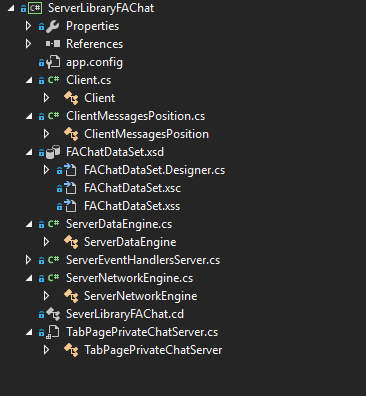 C# ServerLibraryFAChat
Properties
References
app.config
C# Client.cs
Client
C# ClientMessagesPosition.cs
ClientMessagesPosition
FAChatDataSet.xsd
FAChatDataSet.Designer.cs
FAChatDataSet.xsc
FAChatDataSet.xss
C# ServerDataEngine.cs
ServerDataEngine
C# ServerEventHandlersServer.cs
C# ServerNetworkEngine.cs
ServerNetworkEngine
SeverLibraryFAChat.cd
TabPagePrivateChatServer.cs
TabPagePrivateChatServer